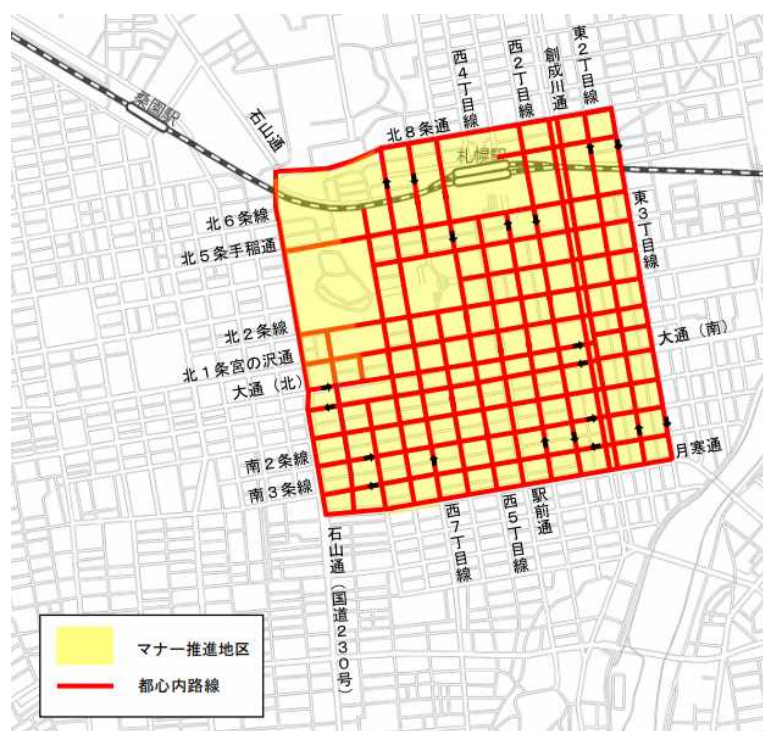 桑園駅
石山通
北8条通
西4丁目線
西2丁目線
創成川通
東2丁目線
札幌駅
北6条線
北5条手稲通
東3丁目線
北2条線
北1条宮の沢通
大通（北）
大通（南）
南2条線
南3条線
月寒通
石山通（国道230号）
西7丁目線
西5丁目線
駅前通
マナー推進地区
都心内路線